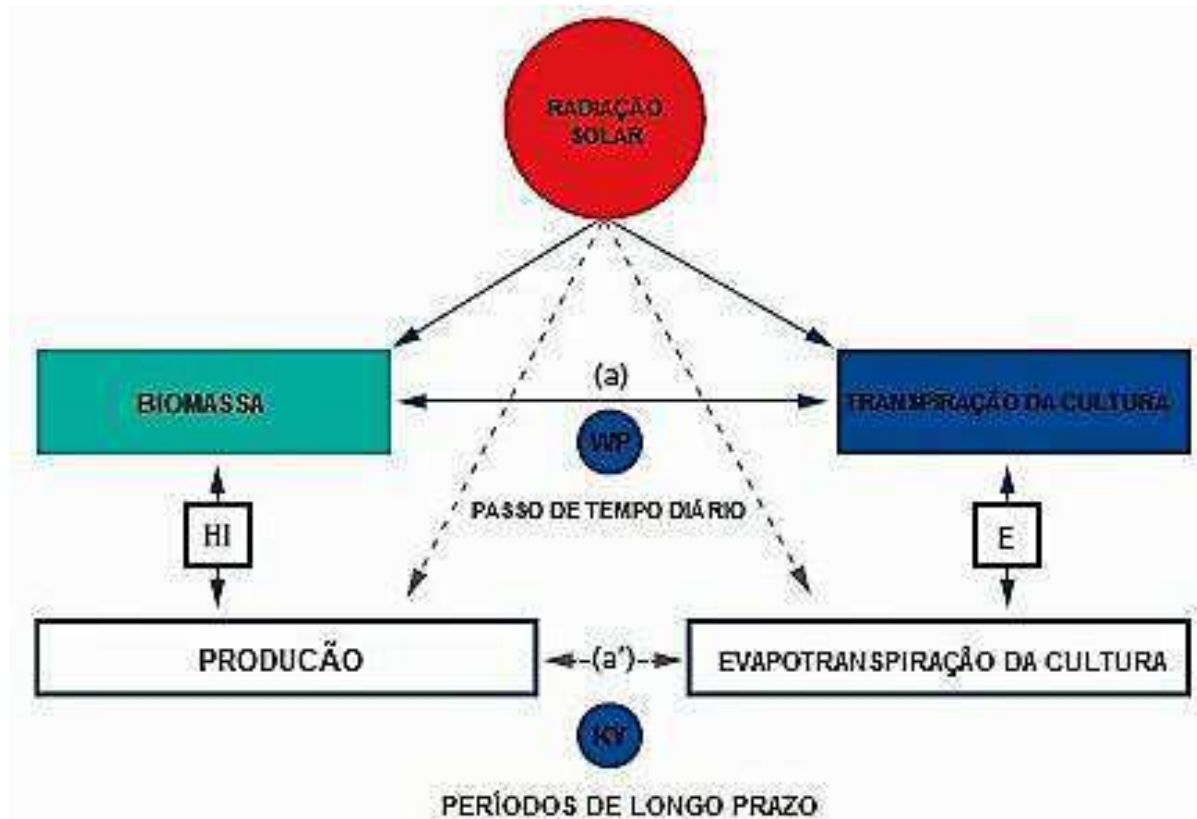 RADIAÇÃO
SOLAR
BIOMASSA
(a)
TRANSPIRAÇÃO DA CULTURA
WP
PASSO DE TEMPO DIÁRIO
HI
E
PRODUCÃO
(a')
EVAPOTRANSPIRAÇÃO DA CULTURA
KY
PERÍODOS DE LONGO PRAZO